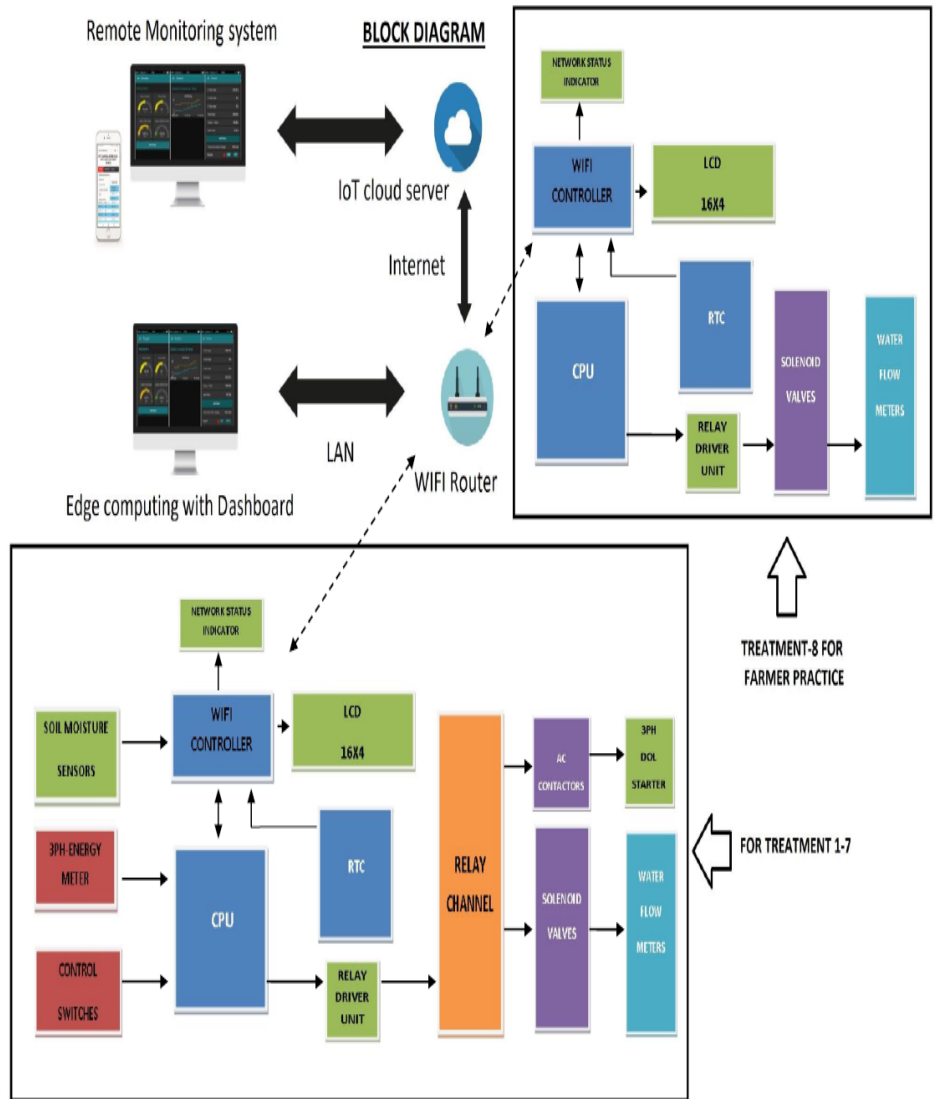 Remote Monitoring system
BLOCK DIAGRAM
IoT cloud server
Internet
WIFI Router
LAN
Edge computing with Dashboard
NETWORK STATUS
INDICATOR
WIFI
CONTROLLER
LCD
16X4
CPU
RTC
RELAY
DRIVER
UNIT
SOLENOID
VALVES
WATER
FLOW
METERS
TREATMENT-8 FOR
FARMER PRACTICE
NETWORK STATUS
INDICATOR
SOIL MOISTURE
SENSORS
WIFI
CONTROLLER
LCD
16X4
3PH-ENERGY
METER
CPU
RTC
CONTROL
SWITCHES
RELAY
DRIVER
UNIT
RELAY
CHANNEL
AC
CONTACTORS
3PH
DOL
STARTER
SOLENOID
VALVES
WATER
FLOW
METERS
FOR TREATMENT 1-7